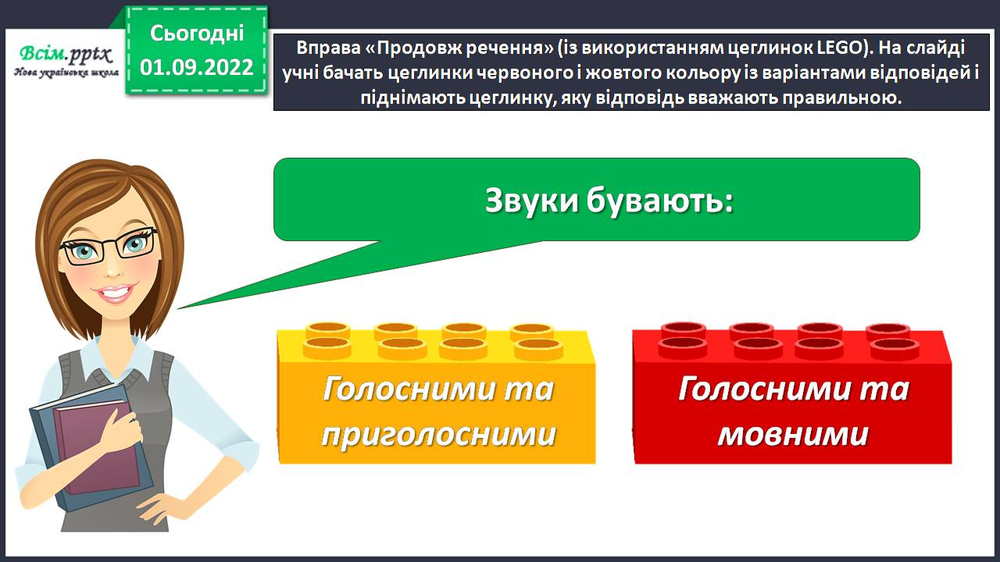 Всім.pptx
Нова українська школа
Сьогодні
01.09.2022
Вправа «Продовж речення» (із використанням цеглинок LEGO). На слайді
учні бачать цеглинки червоного і жовтого кольору із варіантами відповідей і
піднімають цеглинку, яку відповідь вважають правильною.
Звуки бувають:
Голосними та
приголосними
Голосними та
мовними